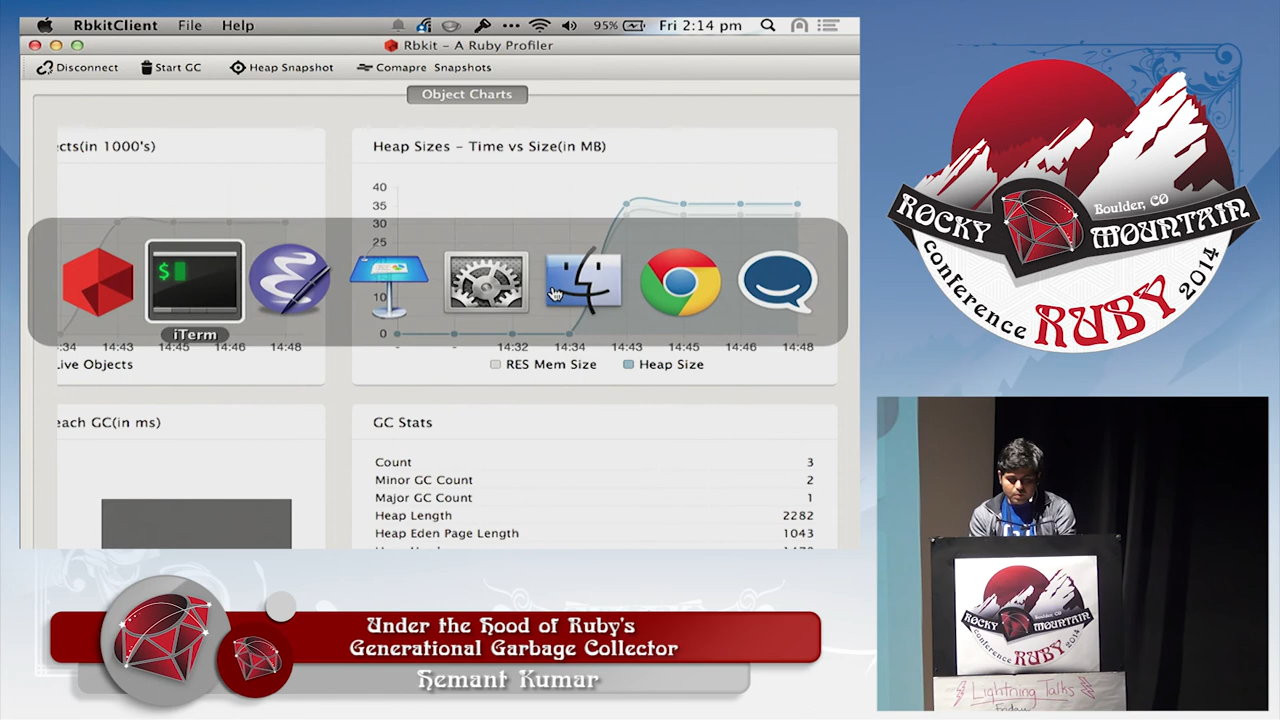 RbkitClient File Help 95% Fri 2:14 pm
Rbkit - A Ruby Profiler
Disconnect Start GC Heap Snapshot Comapre Snapshots
Object Charts
ects(in 1000's)
Heap Sizes - Time vs Size(in MB)
40
35
30
25
10
0
iTerm
$
:34 14:43 14:45 14:46 14:48
14:32 14:34 14:43 14:45 14:46 14:48
Live Objects
RES Mem Size Heap Size
each GC(in ms)
GC Stats
Count 3
Minor GC Count 2
Major GC Count 1
Heap Length 2282
Heap Eden Page Length 1043
Boulder, CO
ROCKY MOUNTAIN
conference RUBY 2014
Under the Hood of Ruby's
Generational Garbage Collector
Hemant Kumar
Boulder, CO
ROCKY MOUNTAIN
conference RUBY 2014
Lightning Talks
Friday